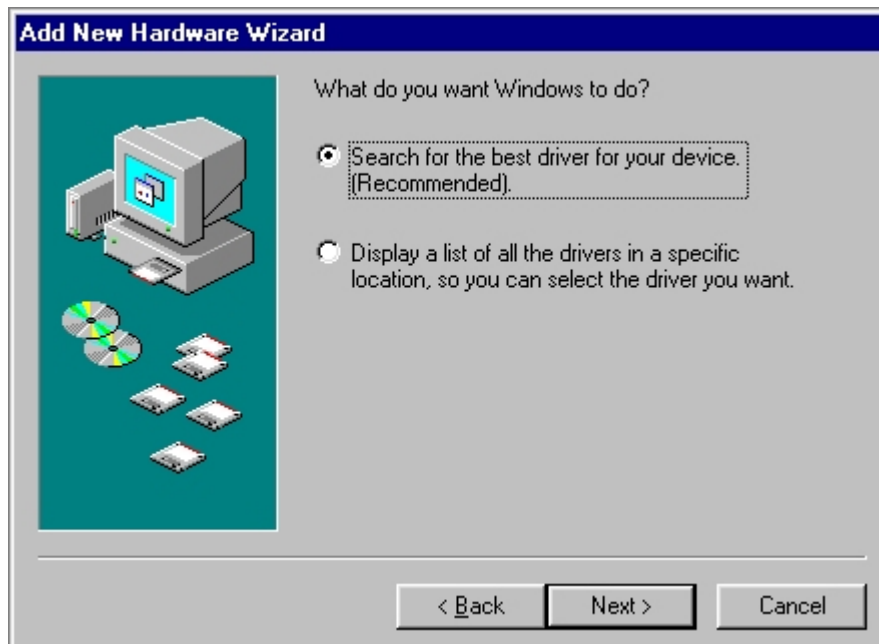 Add New Hardware Wizard
What do you want Windows to do?
Search for the best driver for your device.
(Recommended).
Display a list of all the drivers in a specific
location, so you can select the driver you want.
< Back
Next >
Cancel